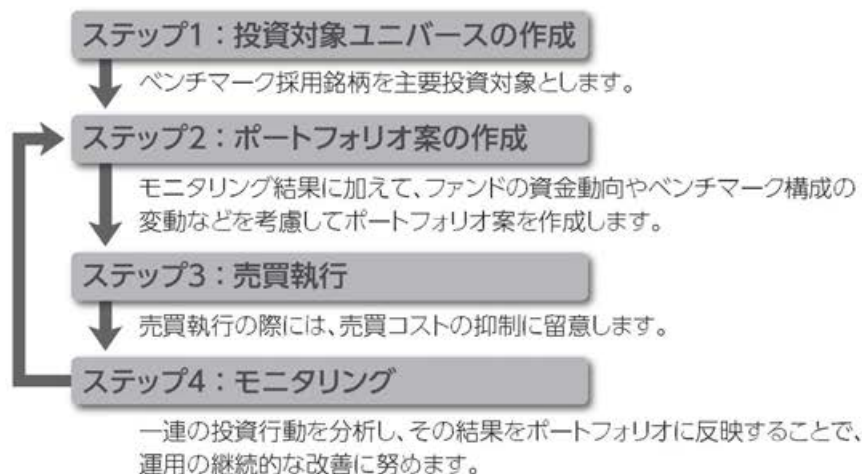 ステップ1：投資対象ユニバースの作成
ベンチマーク採用銘柄を主要投資対象とします。
ステップ2：ポートフォリオ案の作成
モニタリング結果に加えて、ファンドの資金動向やベンチマーク構成の
変動などを考慮してポートフォリオ案を作成します。
ステップ3：売買執行
売買執行の際には、売買コストの抑制に留意します。
ステップ4：モニタリング
一連の投資行動を分析し、その結果をポートフォリオに反映することで、
運用の継続的な改善に努めます。